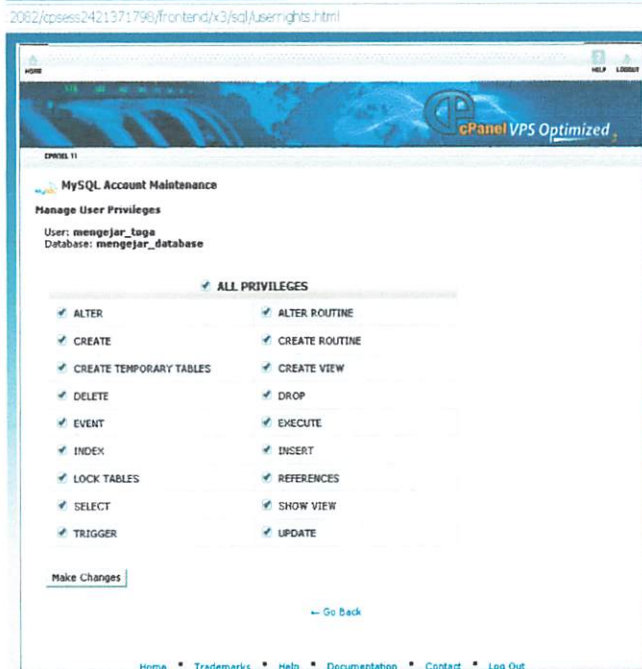 2082/cpsess2421371798/frontend/x3/sql/userrights.html
HOME
HELP LOGOUT
cPanel VPS Optimized 2
CPANEL 11
MySQL Account Maintenance
Manage User Privileges
User: mengejar_toga
Database: mengejar_database
ALL PRIVILEGES
ALTER ALTER ROUTINE
CREATE CREATE ROUTINE
CREATE TEMPORARY TABLES CREATE VIEW
DELETE DROP
EVENT EXECUTE
INDEX INSERT
LOCK TABLES REFERENCES
SELECT SHOW VIEW
TRIGGER UPDATE
Make Changes
← Go Back
Home ▪ Trademarks ▪ Help ▪ Documentation ▪ Contact ▪ Log Out